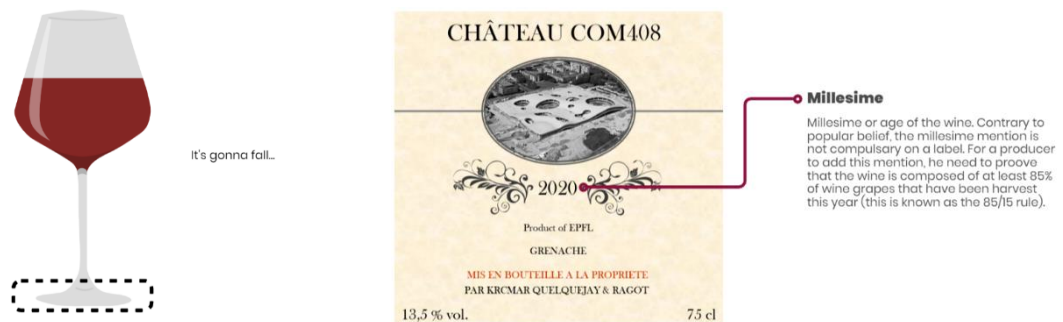 It's gonna fall...
CHÂTEAU COM408
2020
Product of EPFL
GRENACHE
MIS EN BOUTEILLE A LA PROPRIETE
PAR KRCMAR QUELQUEJAY & RAGOT
13,5 % vol.
75 cl
Millesime
Millesime or age of the wine. Contrary to
popular belief, the millesime mention is
not compulsary on a label. For a producer
to add this mention, he need to proove
that the wine is composed of at least 85%
of wine grapes that have been harvest
this year (this is known as the 85/15 rule).